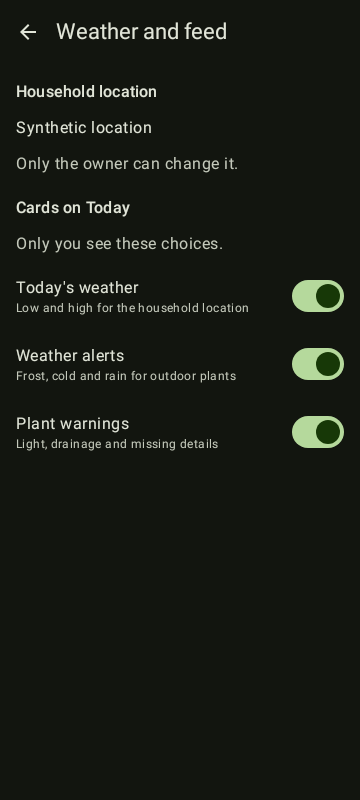 Weather and feed
Household location
Synthetic location
Only the owner can change it.
Cards on Today
Only you see these choices.
Today's weather
Low and high for the household location
Weather alerts
Frost, cold and rain for outdoor plants
Plant warnings
Light, drainage and missing details